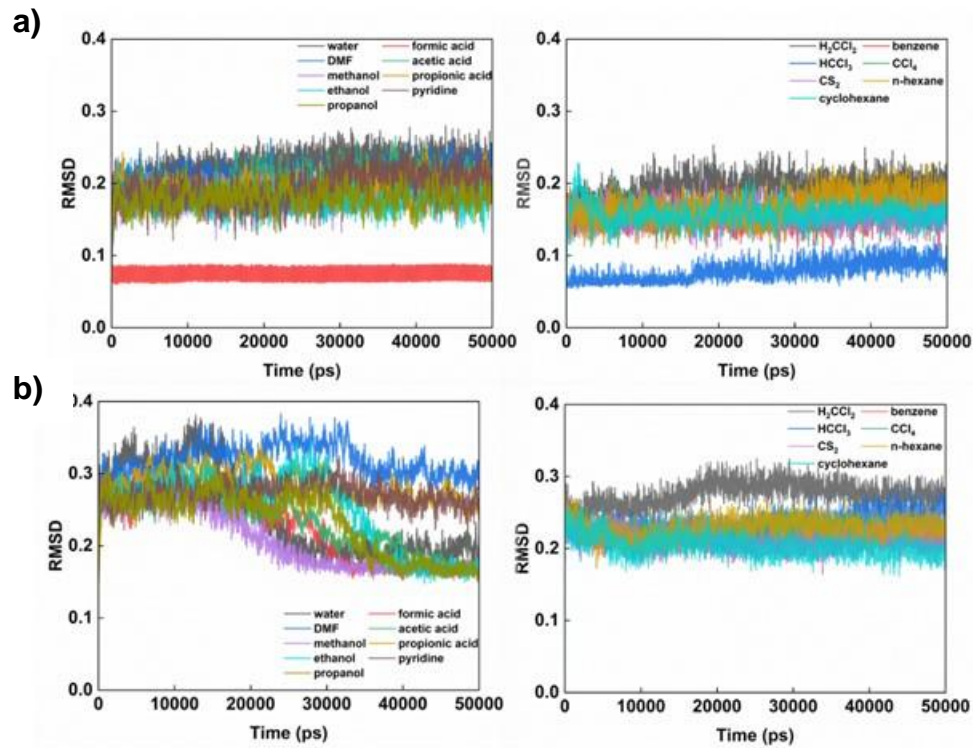 a)
0.4
0.3
0.2
0.1
0.0
RMSD
water formic acid
DMF acetic acid
methanol propionic acid
ethanol pyridine
propanol
0 10000 20000 30000 40000 50000
Time (ps)
0.4
0.3
0.2
0.1
0.0
RMSD
H₂CCl₂ benzene
HCCl₃ CCl₄
CS₂ n-hexane
cyclohexane
0 10000 20000 30000 40000 50000
Time (ps)
b)
0.4
0.3
0.2
0.1
0.0
RMSD
water formic acid
DMF acetic acid
methanol propionic acid
ethanol pyridine
propanol
0 10000 20000 30000 40000 50000
Time (ps)
0.4
0.3
0.2
0.1
0.0
RMSD
H₂CCl₂ benzene
HCCl₃ CCl₄
CS₂ n-hexane
cyclohexane
0 10000 20000 30000 40000 50000
Time (ps)